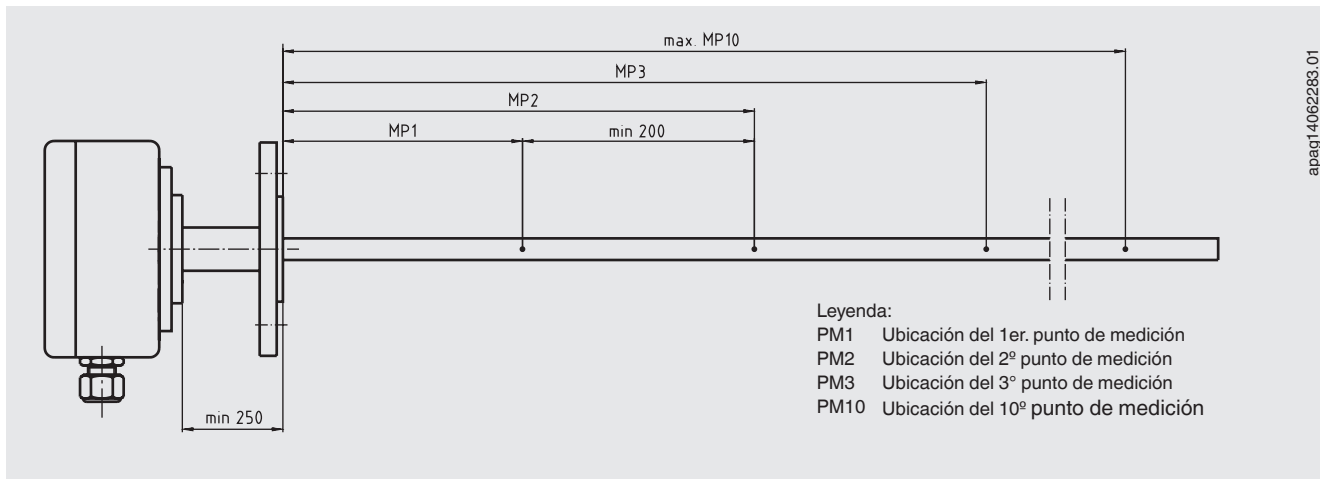 max. MP10
MP3
MP2
MP1
min 200
min 250
Leyenda:
PM1 Ubicación del 1er. punto de medición
PM2 Ubicación del 2º punto de medición
PM3 Ubicación del 3° punto de medición
PM10 Ubicación del 10º punto de medición
apag14062283.01